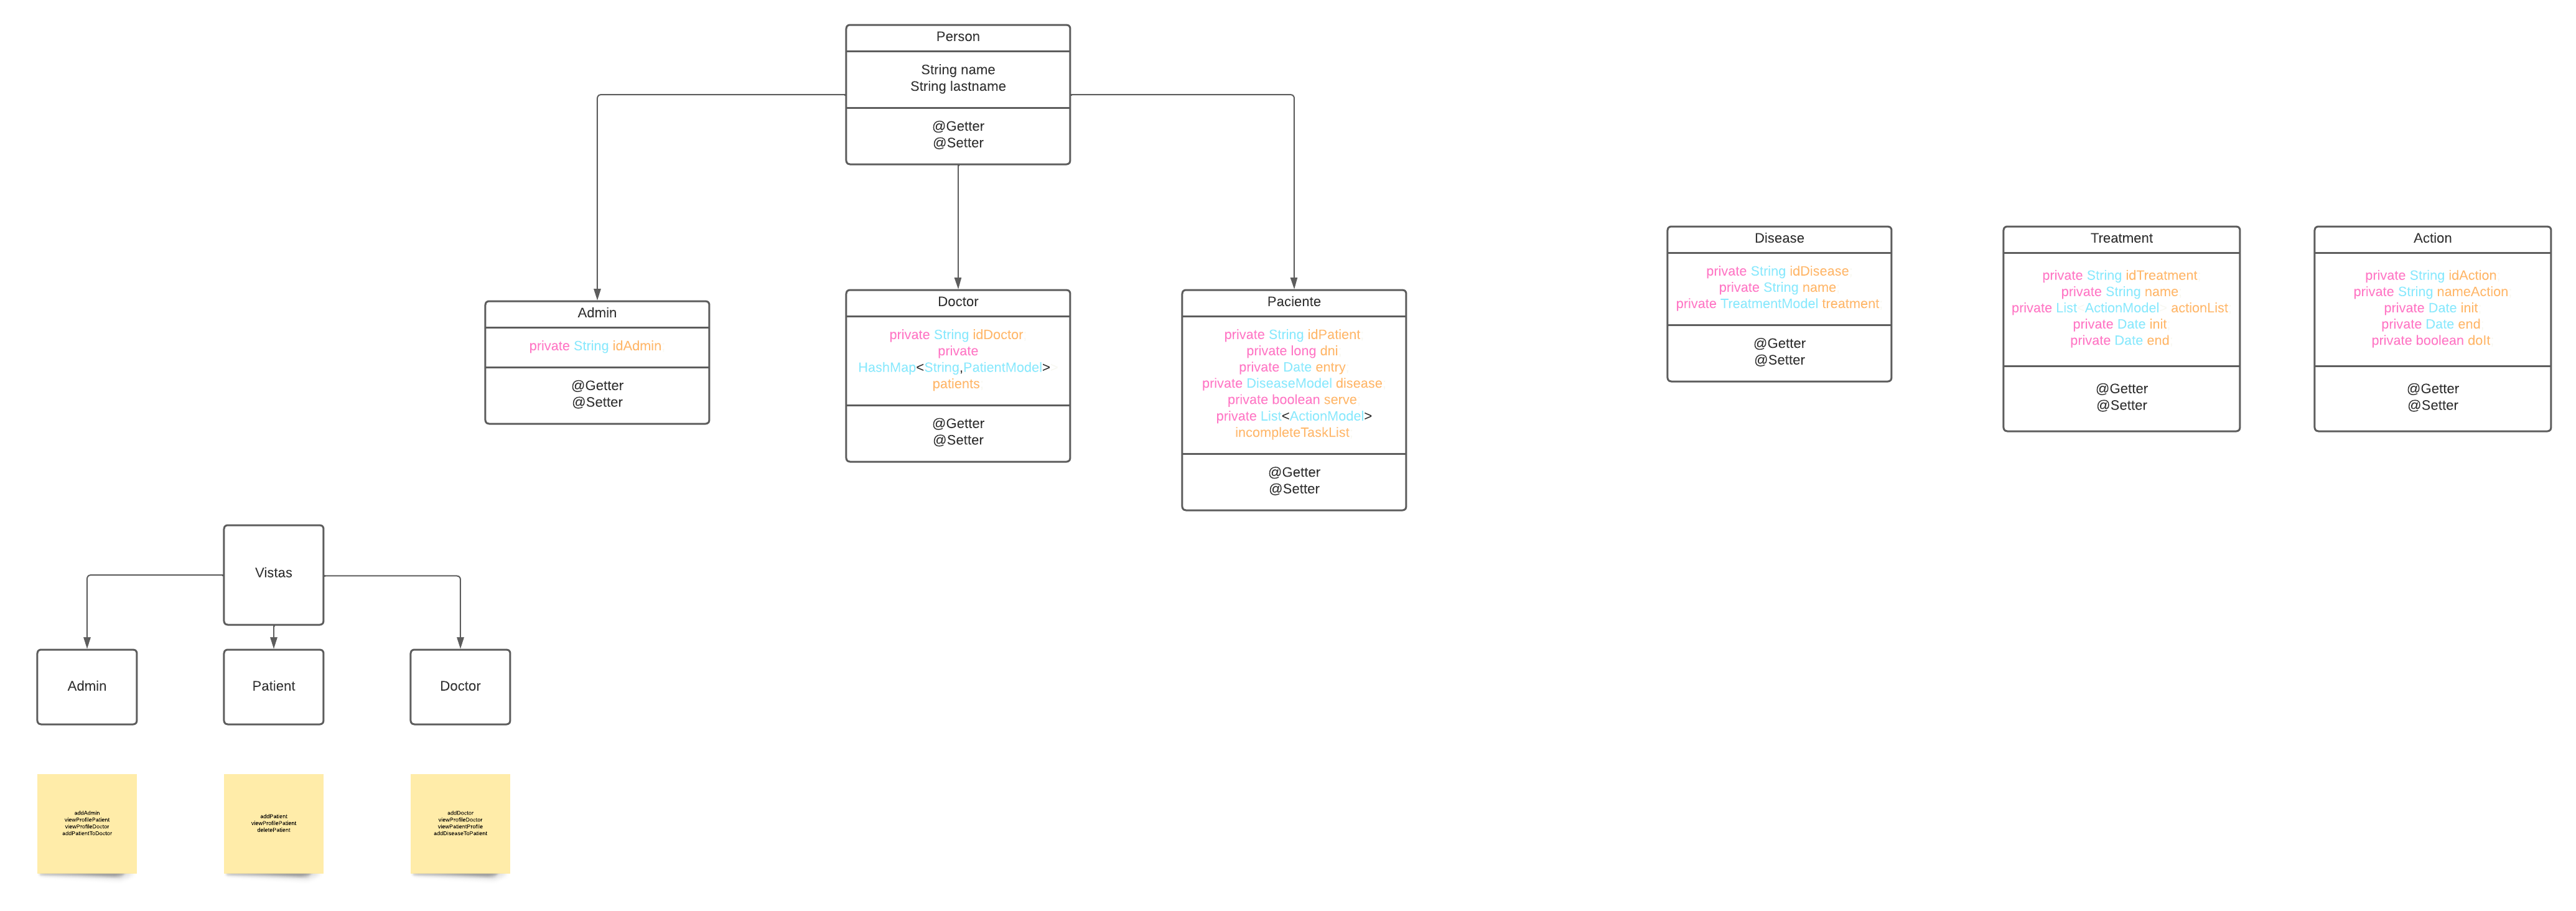 Person
String name
String lastname
@Getter
@Setter
Admin
private String idAdmin
@Getter
@Setter
Doctor
private String idDoctor
private
HashMap<String,PatientModel>
patients
@Getter
@Setter
Paciente
private String idPatient
private long dni
private Date entry
private DiseaseModel disease
private boolean serve
private List<ActionModel>
incompleteTaskList
@Getter
@Setter
Disease
private String idDisease
private String name
private TreatmentModel treatment
@Getter
@Setter
Treatment
private String idTreatment
private String name
private List ActionModel actionList
private Date init
private Date end
@Getter
@Setter
Action
private String idAction
private String nameAction
private Date init
private Date end
private boolean doIt
@Getter
@Setter
Vistas
Admin
Patient
Doctor
addAdmin
viewProfilePatient
viewProfileDoctor
addPatientToDoctor
addPatient
viewProfilePatient
deletePatient
addDoctor
viewProfileDoctor
viewPatientProfile
addDiseaseToPatient